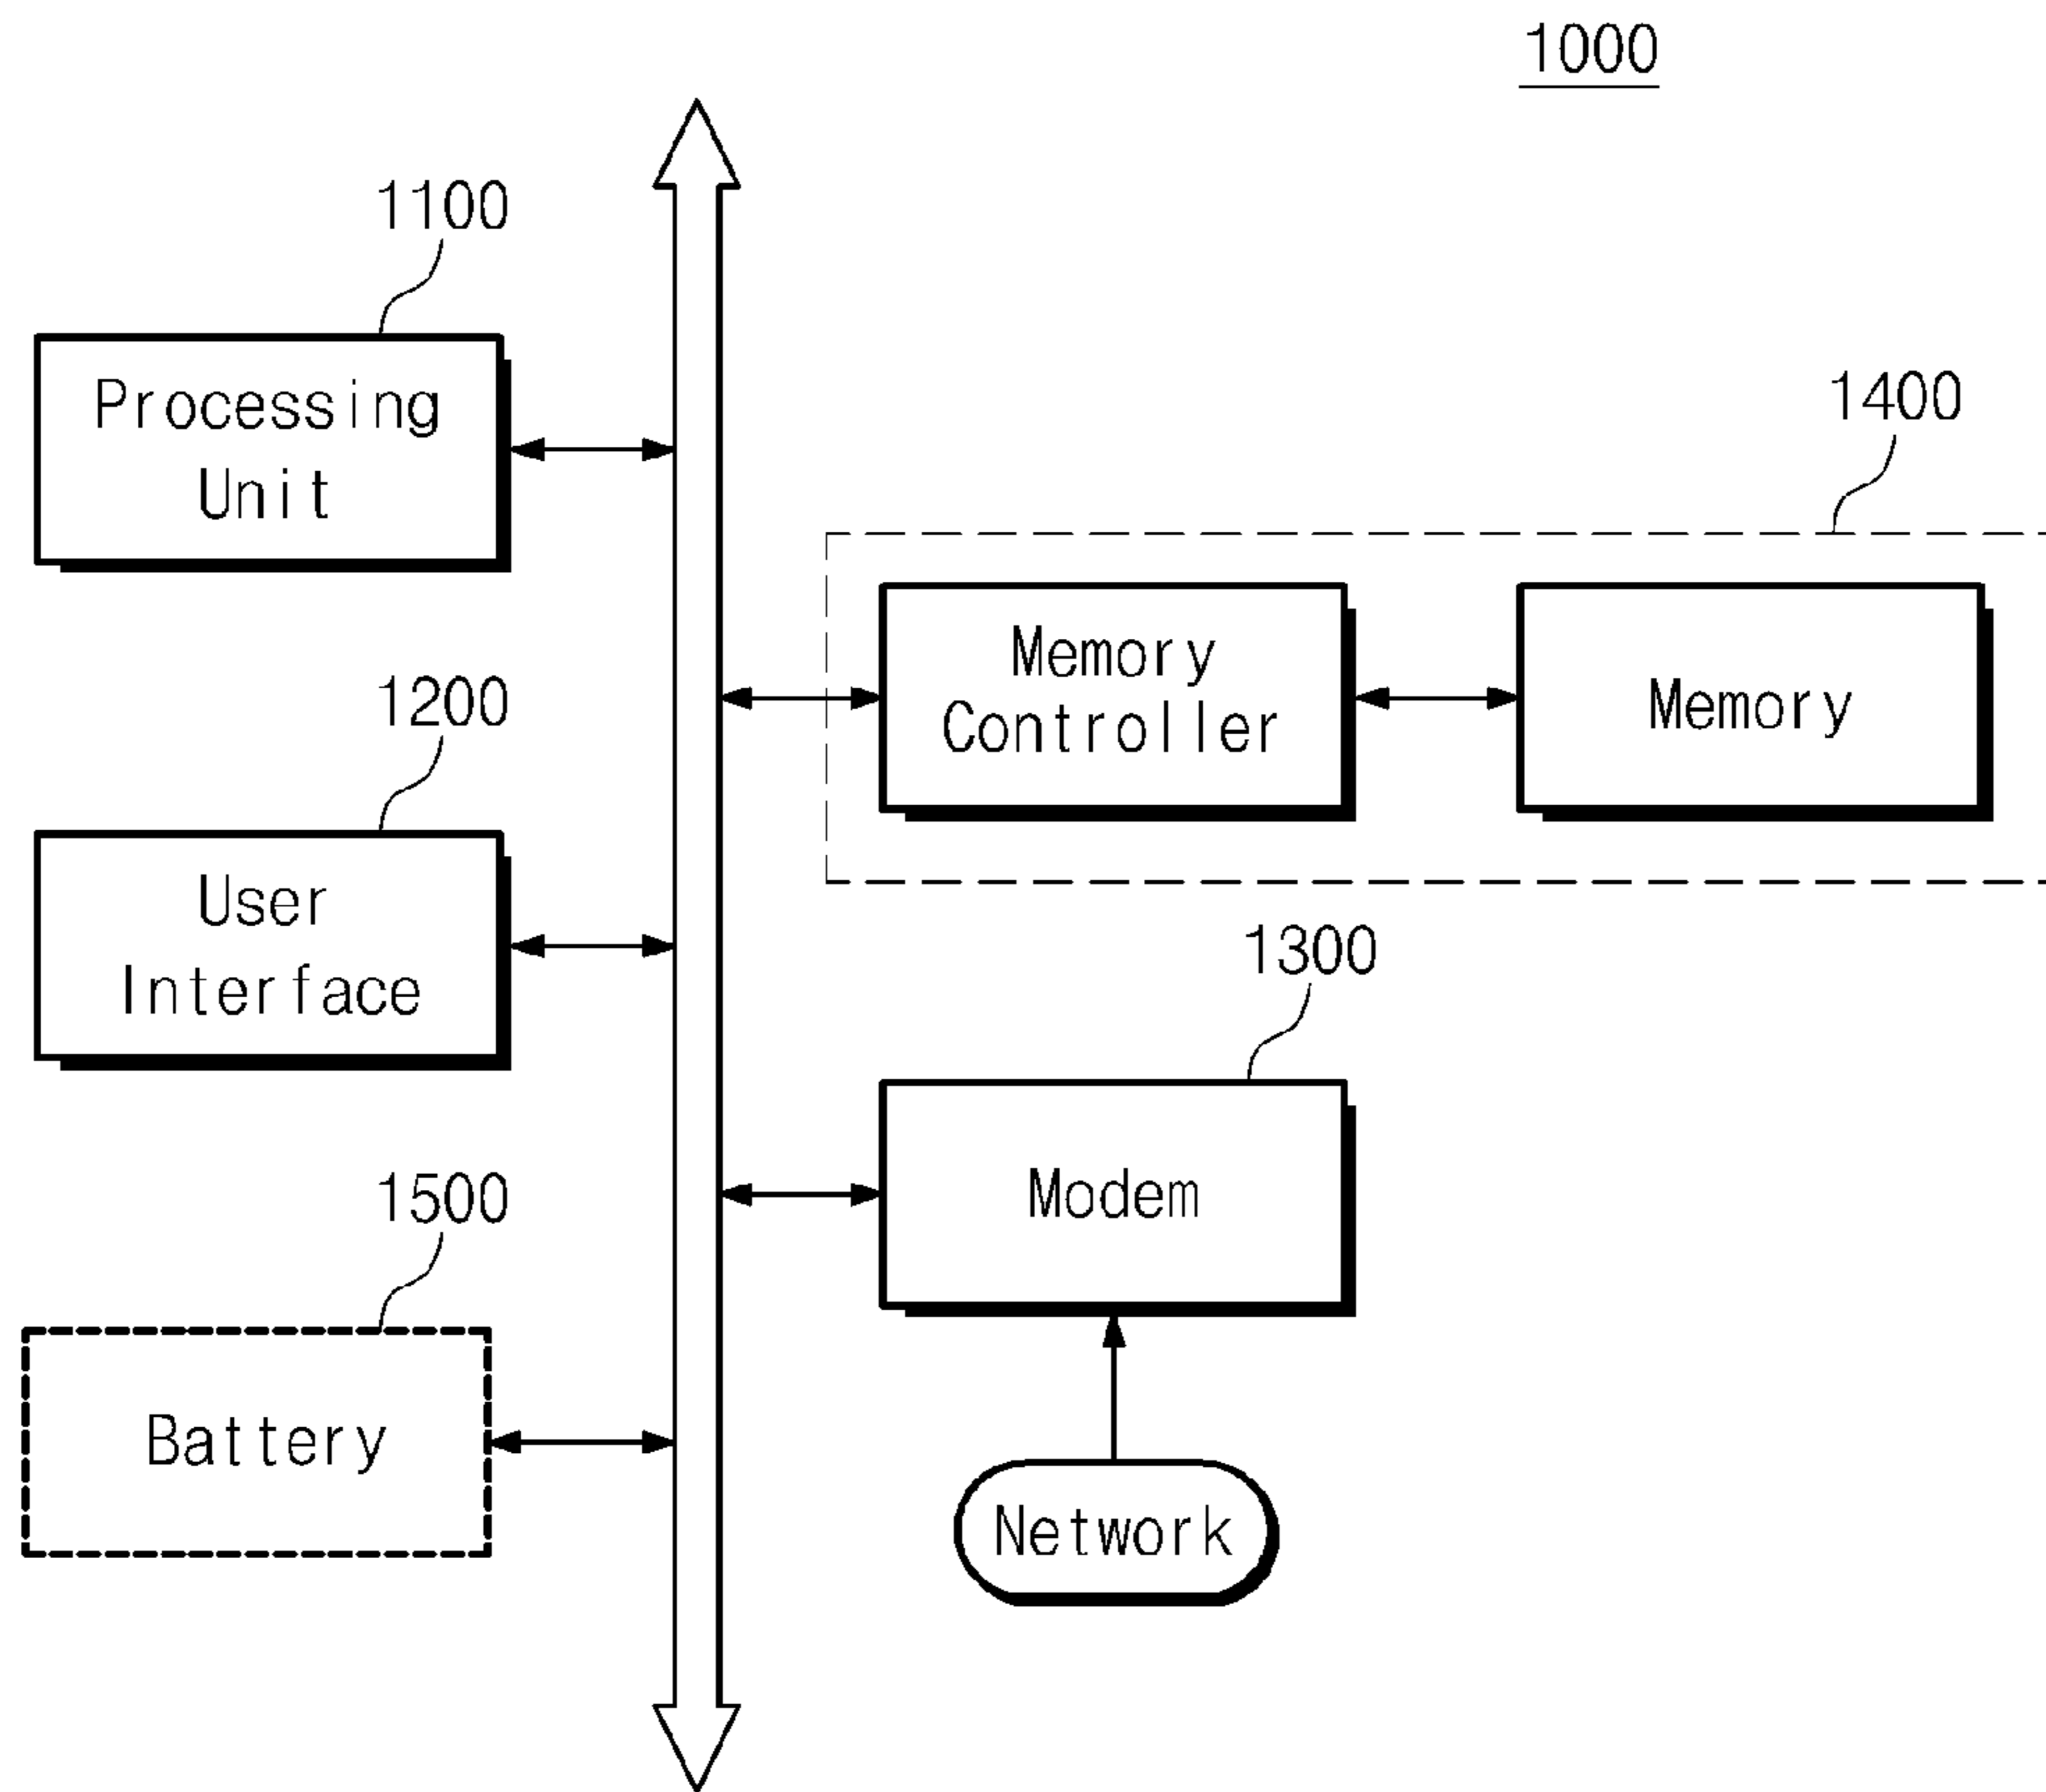 1000
1100
Processing
Unit
1400
Memory
Controller
Memory
1200
User
Interface
1300
Modem
1500
Battery
Network